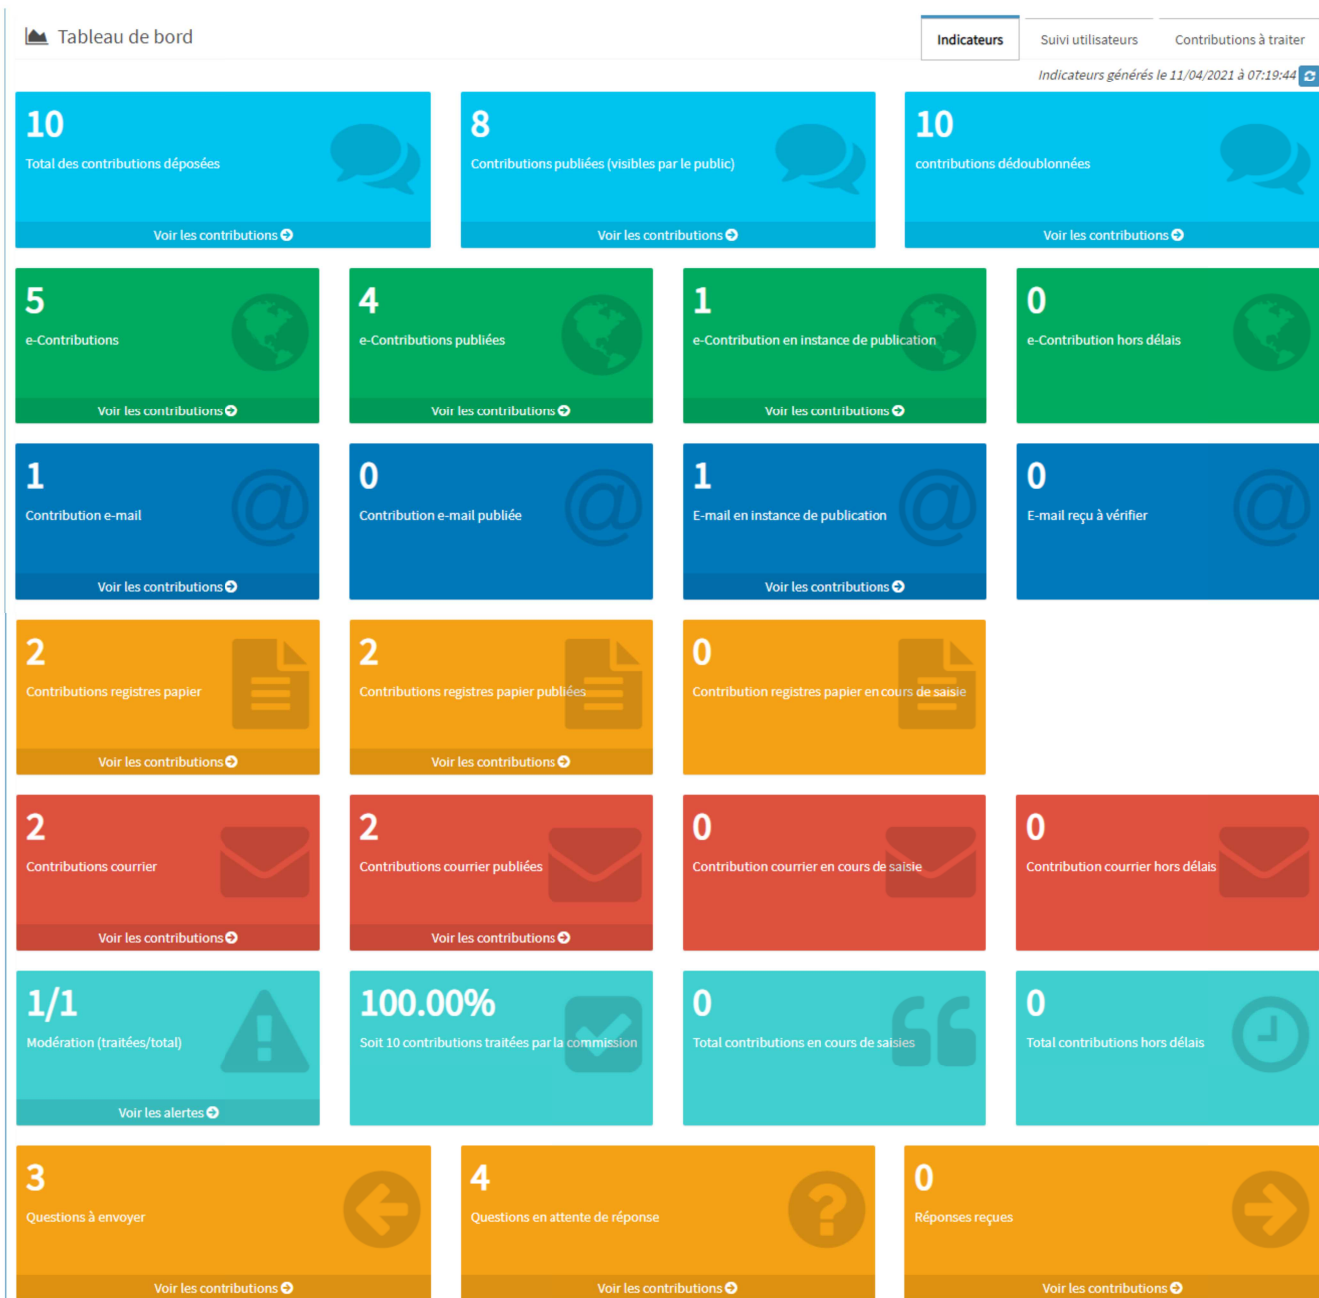 Tableau de bord
Indicateurs
Suivi utilisateurs
Contributions à traiter
Indicateurs générés le 11/04/2021 à 07:19:44
10
Total des contributions déposées
Voir les contributions
8
Contributions publiées (visibles par le public)
Voir les contributions
10
contributions dédoublonnées
Voir les contributions
5
e-Contributions
Voir les contributions
4
e-Contributions publiées
Voir les contributions
1
e-Contribution en instance de publication
Voir les contributions
0
e-Contribution hors délais
1
Contribution e-mail
Voir les contributions
0
Contribution e-mail publiée
1
E-mail en instance de publication
Voir les contributions
0
E-mail reçu à vérifier
2
Contributions registres papier
Voir les contributions
2
Contributions registres papier publiées
Voir les contributions
0
Contribution registres papier en cours de saisie
2
Contributions courrier
Voir les contributions
2
Contributions courrier publiées
Voir les contributions
0
Contribution courrier en cours de saisie
0
Contribution courrier hors délais
1/1
Modération (traitées/total)
Voir les alertes
100.00%
Soit 10 contributions traitées par la commission
0
Total contributions en cours de saisies
0
Total contributions hors délais
3
Questions à envoyer
Voir les contributions
4
Questions en attente de réponse
Voir les contributions
0
Réponses reçues
Voir les contributions